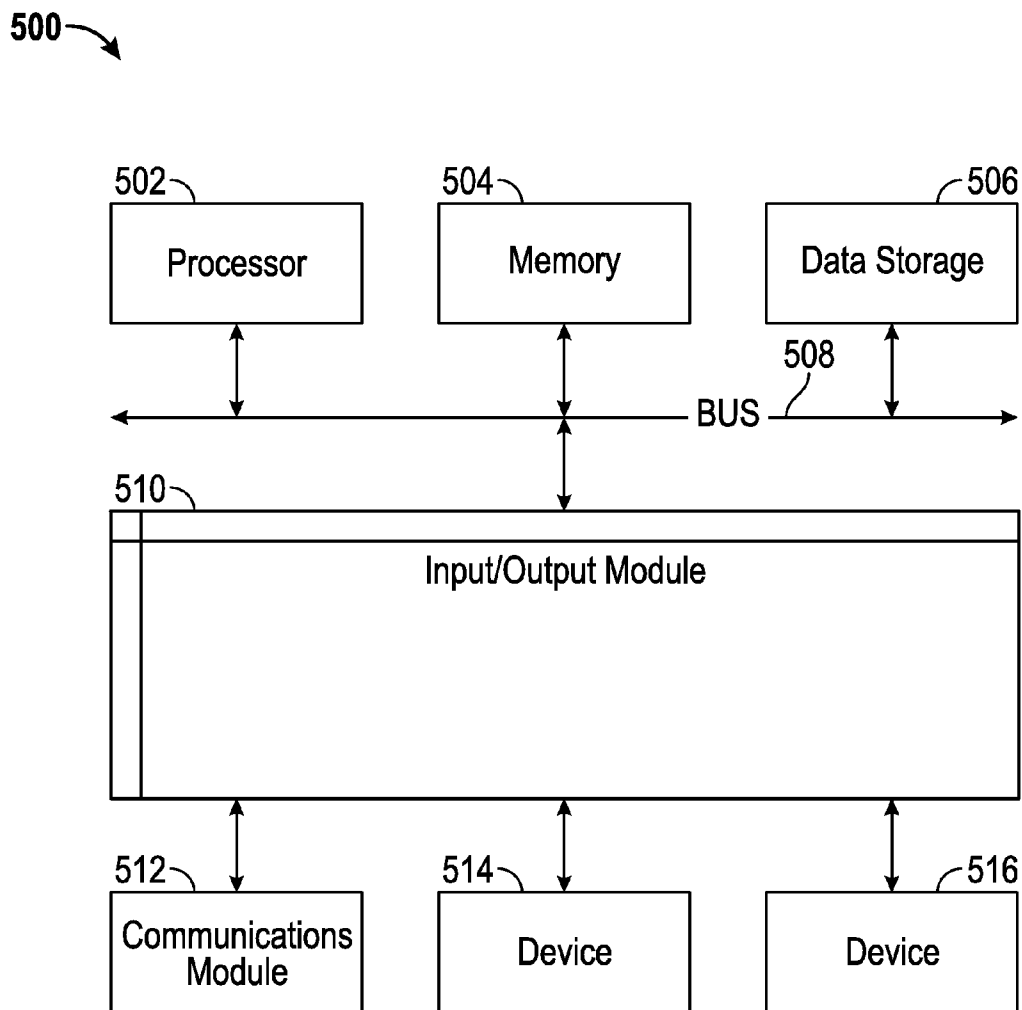 500
502
504
506
Processor
Memory
Data Storage
508
BUS
510
Input/Output Module
512
514
516
Communications
Module
Device
Device